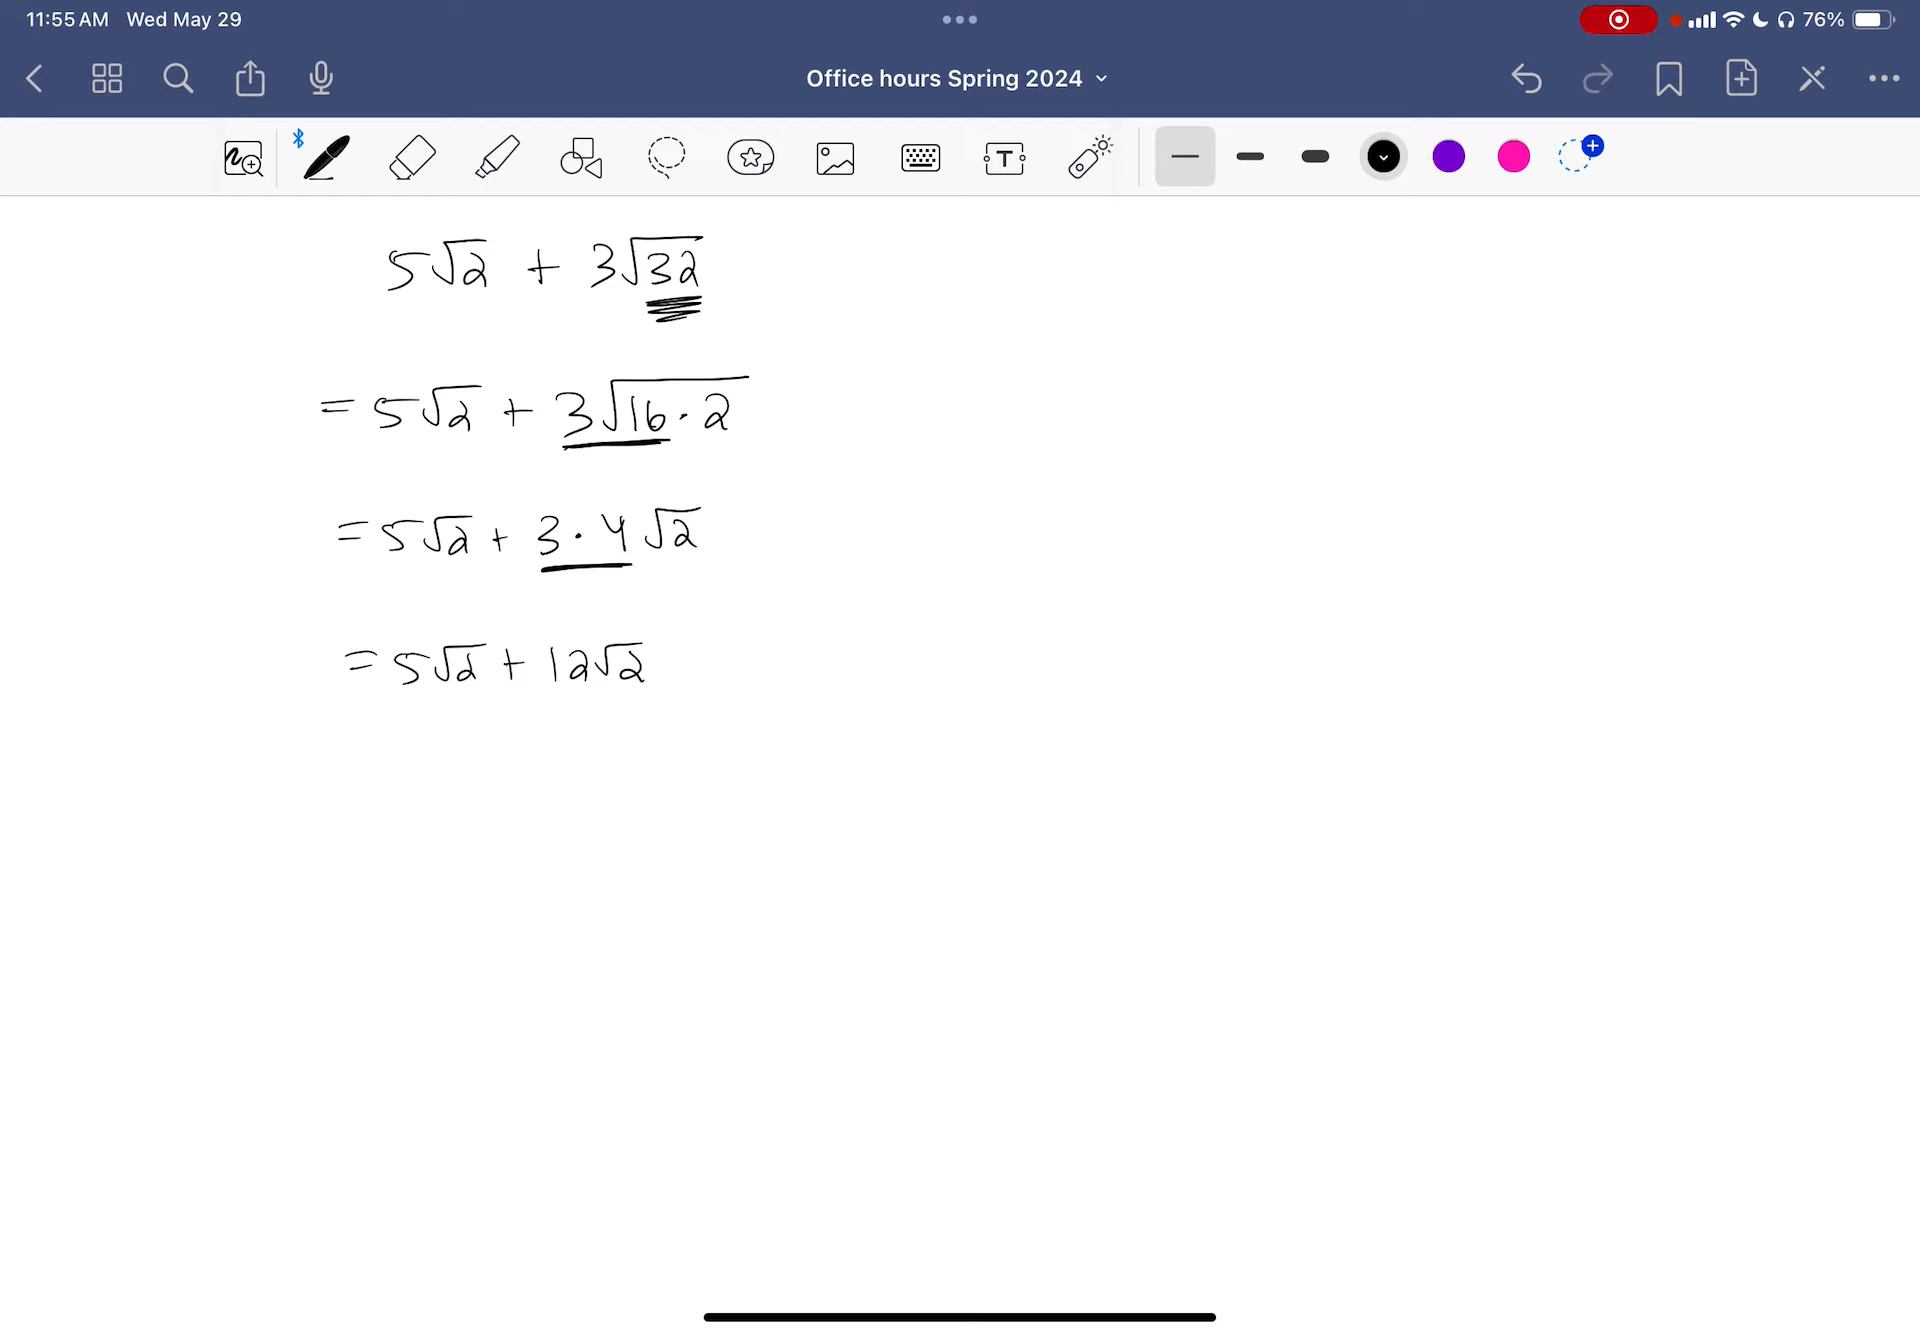 11:55 AM Wed May 29
76%
Office hours Spring 2024
T
5√2 + 3√32
= 5√2 + 3√16·2
= 5√2 + 3·4√2
= 5√2 + 12√2